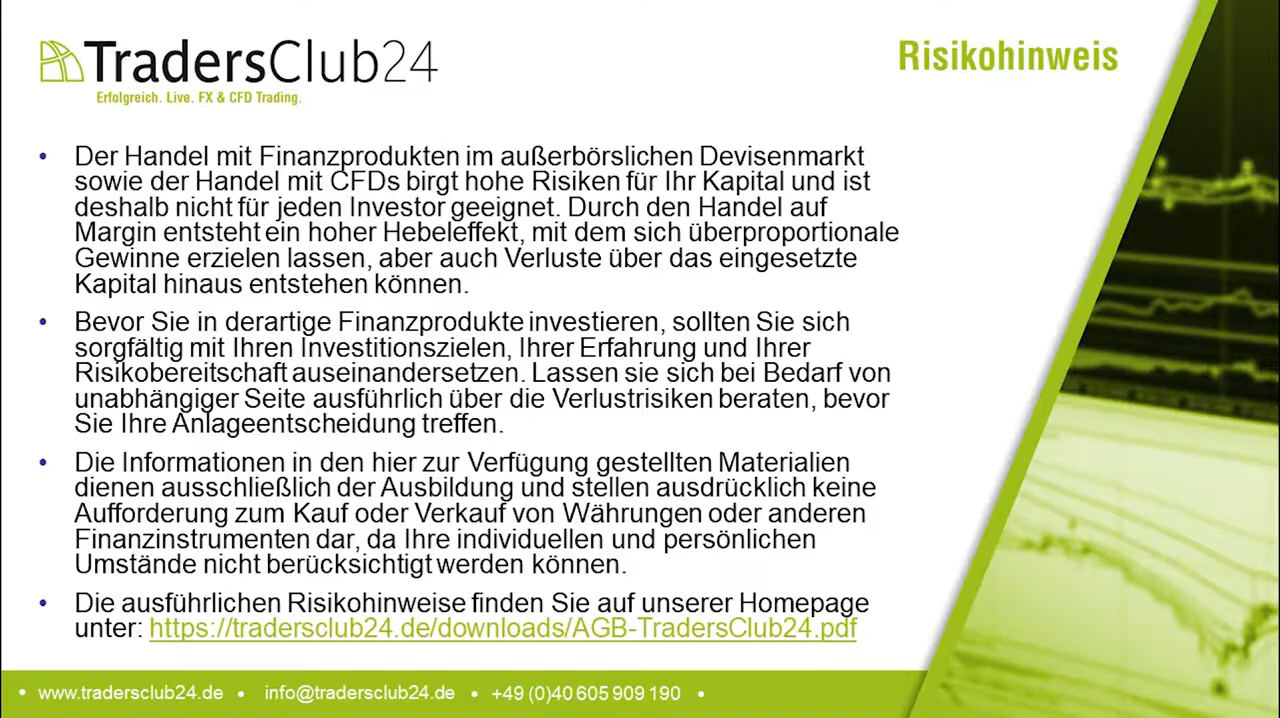 TradersClub24
Erfolgreich. Live. FX & CFD Trading.
Risikohinweis
• Der Handel mit Finanzprodukten im außerbörslichen Devisenmarkt
sowie der Handel mit CFDs birgt hohe Risiken für Ihr Kapital und ist
deshalb nicht für jeden Investor geeignet. Durch den Handel auf
Margin entsteht ein hoher Hebeleffekt, mit dem sich überproportionale
Gewinne erzielen lassen, aber auch Verluste über das eingesetzte
Kapital hinaus entstehen können.
• Bevor Sie in derartige Finanzprodukte investieren, sollten Sie sich
sorgfältig mit Ihren Investitionszielen, Ihrer Erfahrung und Ihrer
Risikobereitschaft auseinandersetzen. Lassen sie sich bei Bedarf von
unabhängiger Seite ausführlich über die Verlustrisiken beraten, bevor
Sie Ihre Anlageentscheidung treffen.
• Die Informationen in den hier zur Verfügung gestellten Materialien
dienen ausschließlich der Ausbildung und stellen ausdrücklich keine
Aufforderung zum Kauf oder Verkauf von Währungen oder anderen
Finanzinstrumenten dar, da Ihre individuellen und persönlichen
Umstände nicht berücksichtigt werden können.
• Die ausführlichen Risikohinweise finden Sie auf unserer Homepage
unter: https://tradersclub24.de/downloads/AGB-TradersClub24.pdf
• www.tradersclub24.de • info@tradersclub24.de • +49 (0)40 605 909 190 •